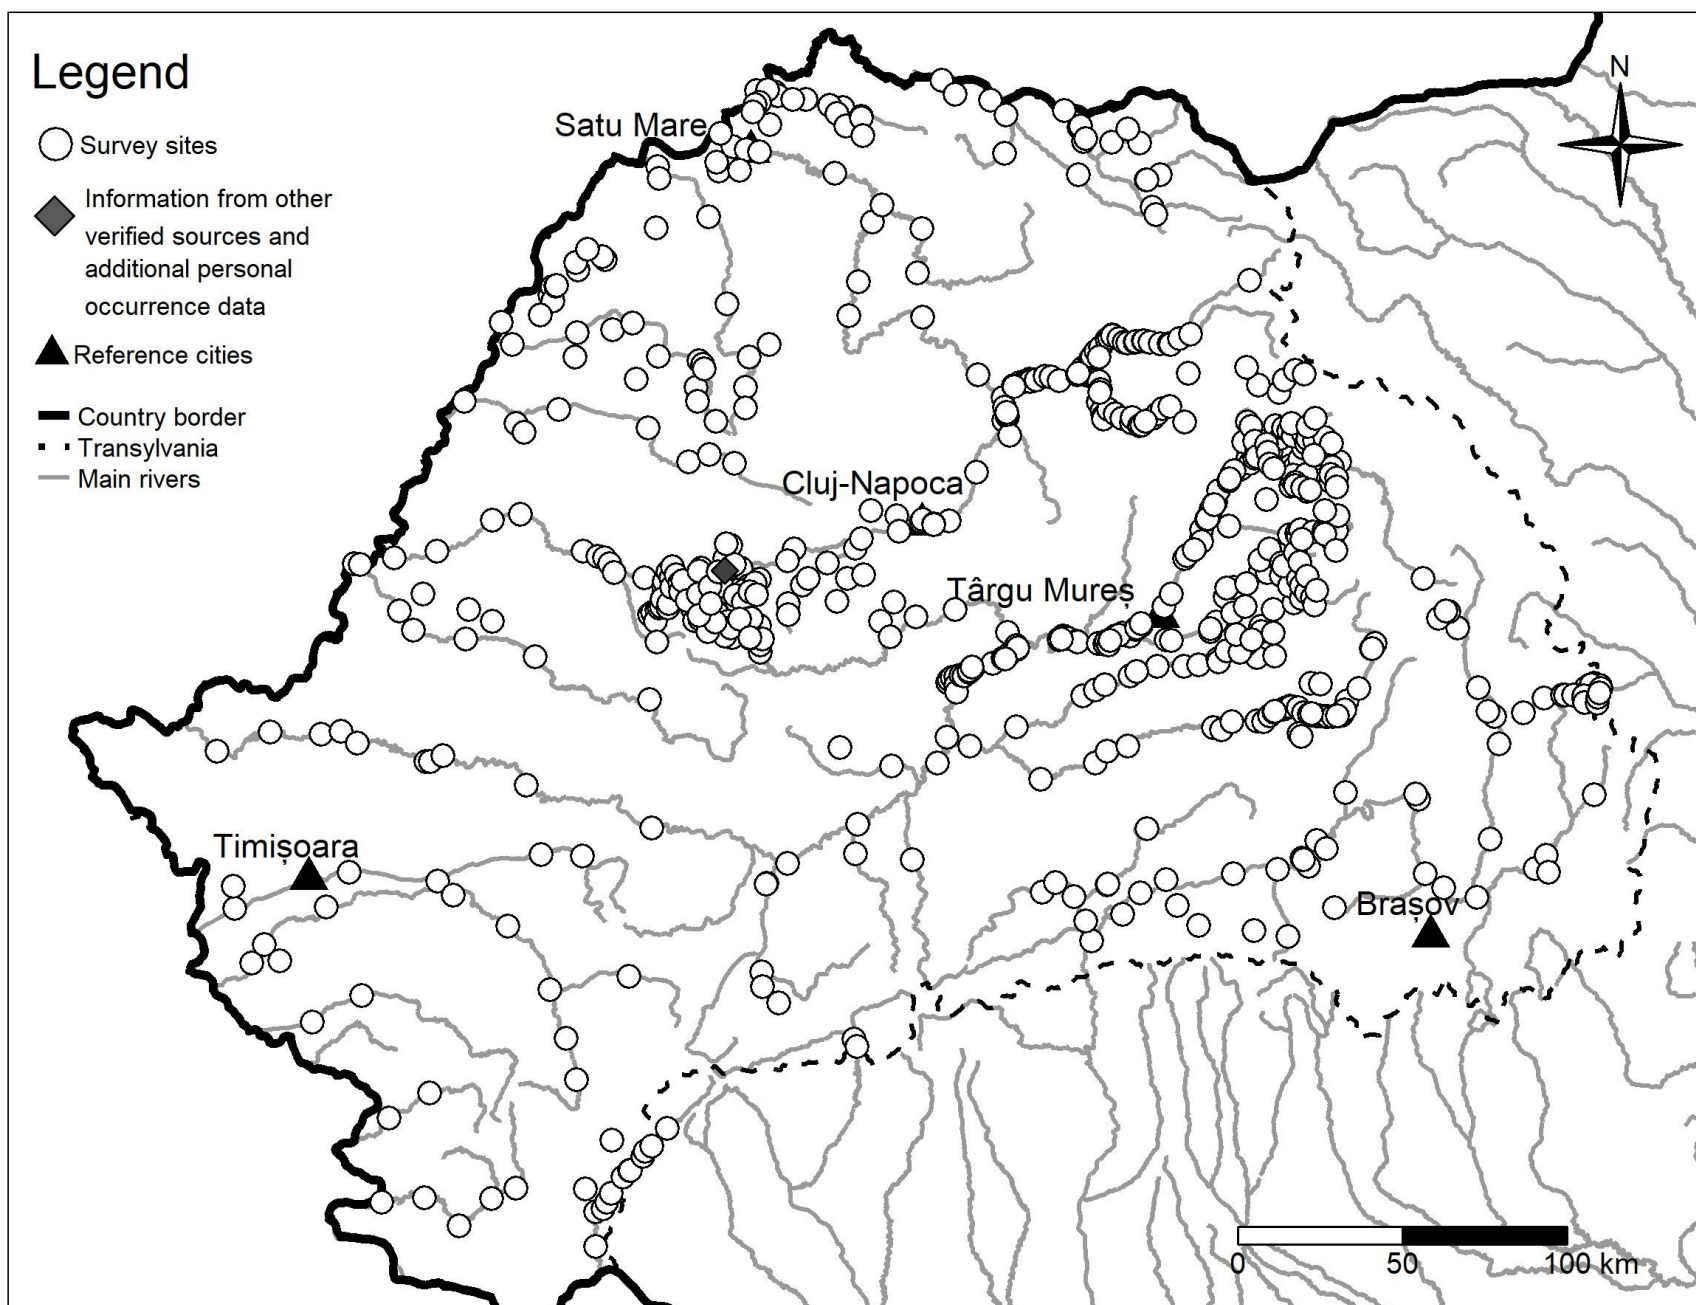 Legend
Survey sites
Information from other
verified sources and
additional personal
occurrence data
Reference cities
Country border
Transylvania
Main rivers
N
Satu Mare
Cluj-Napoca
Târgu Mureș
Timișoara
Brașov
0 50 100 km